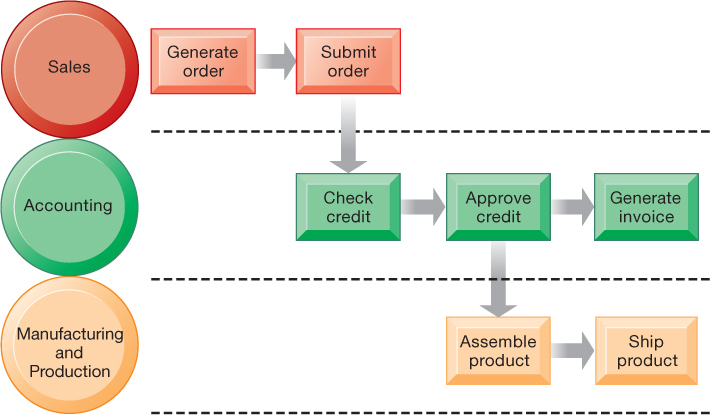 Sales
Generate
order
Submit
order
Accounting
Check
credit
Approve
credit
Generate
invoice
Manufacturing
and
Production
Assemble
product
Ship
product